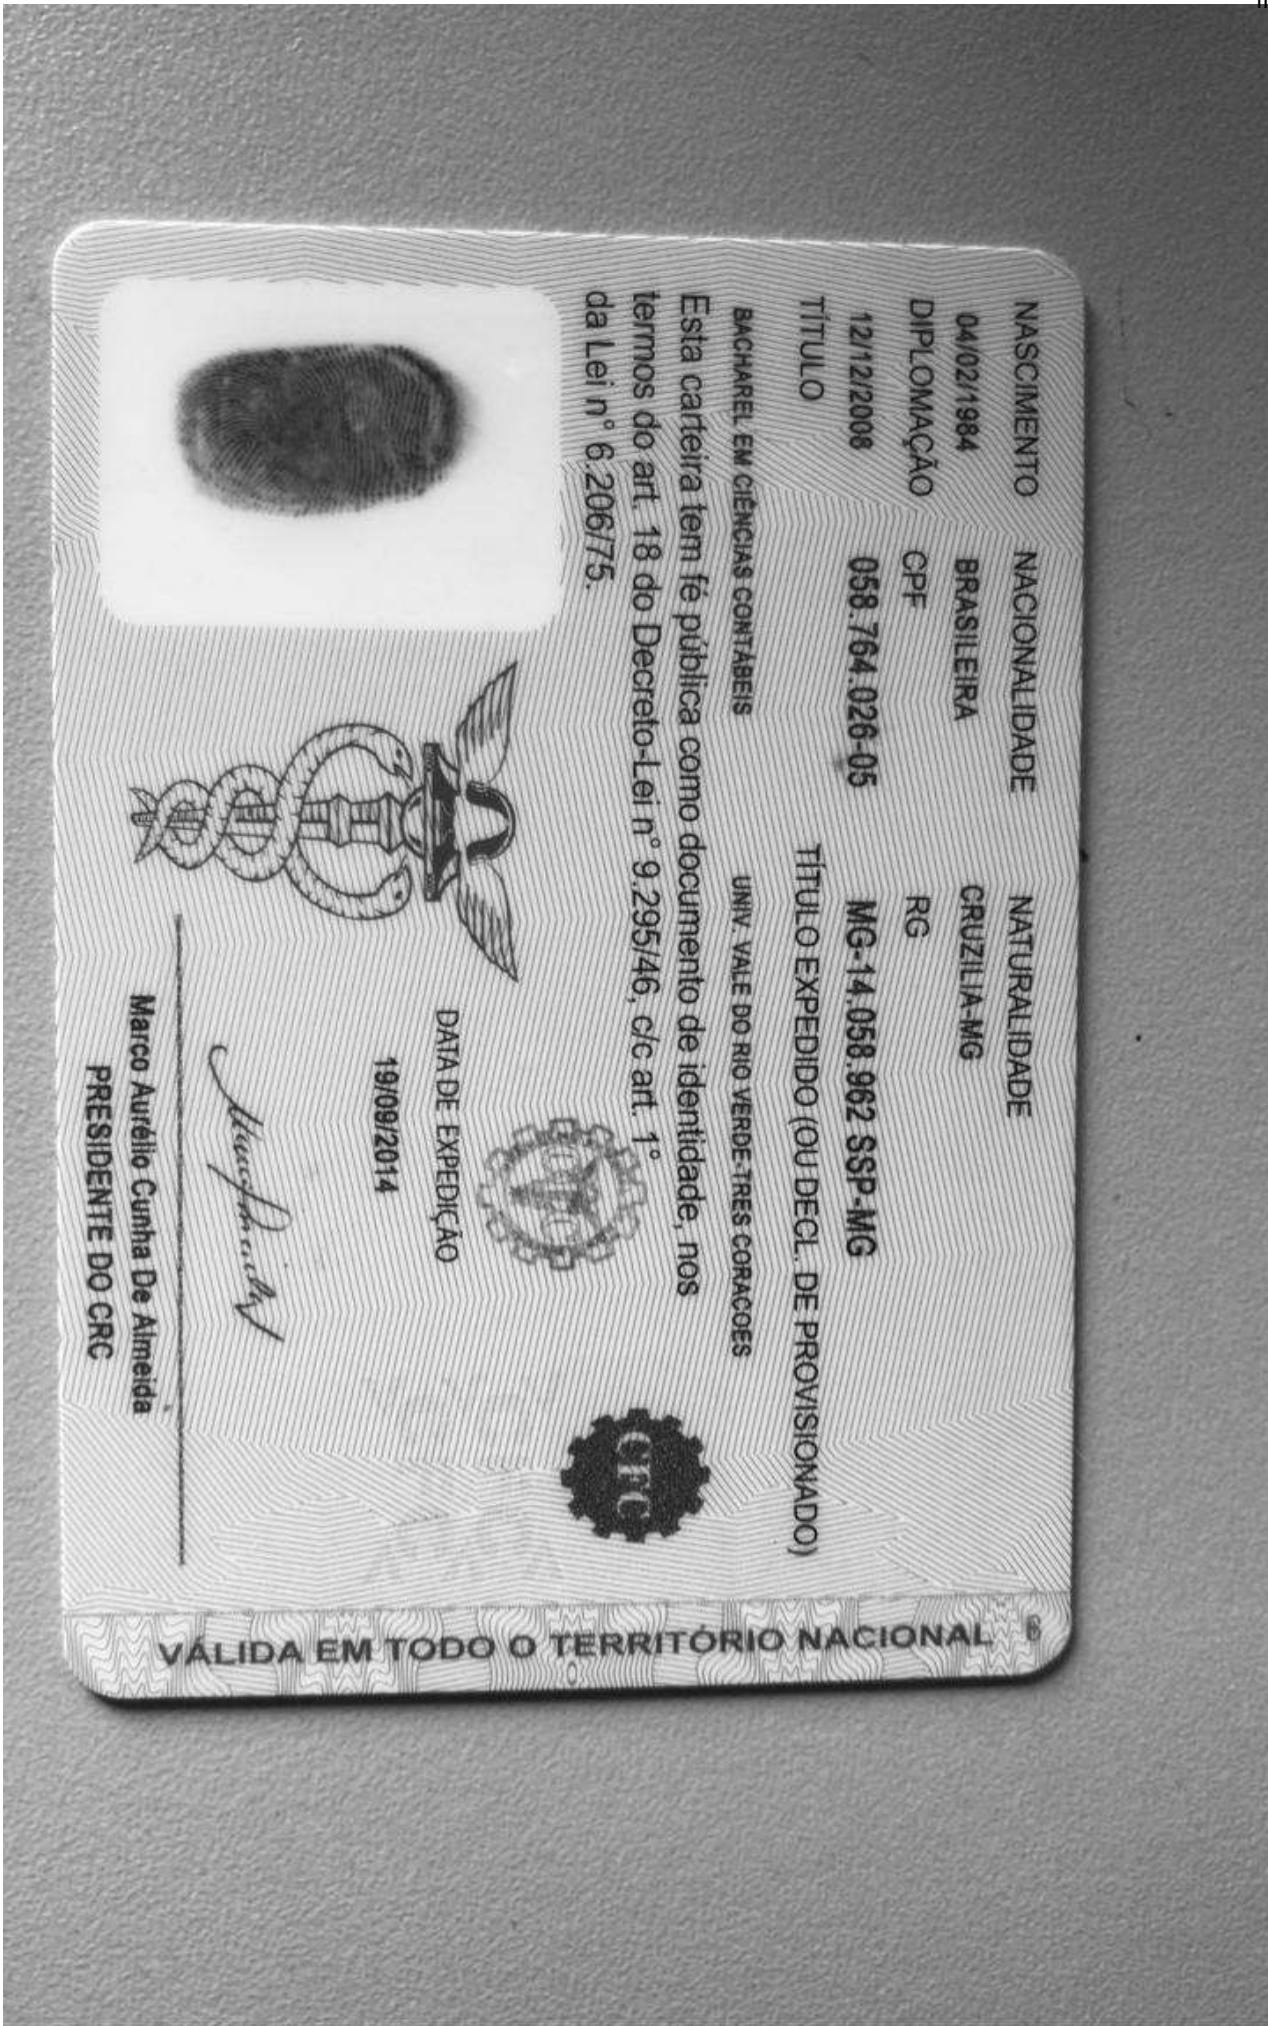 NASCIMENTO NACIONALIDADE NATURALIDADE
04/02/1984 BRASILEIRA CRUZILIA-MG
DIPLOMAÇÃO CPF RG
12/12/2008 058.764.026-05 MG-14.058.962 SSP-MG
TÍTULO TÍTULO EXPEDIDO (OU DECL. DE PROVISIONADO)
BACHAREL EM CIÊNCIAS CONTÁBEIS UNIV. VALE DO RIO VERDE-TRES CORACOES
Esta carteira tem fé pública como documento de identidade, nos
termos do art. 18 do Decreto-Lei n° 9.295/46, c/c art. 1°
da Lei n° 6.206/75.
CFC
DATA DE EXPEDIÇÃO
19/09/2014
Marco Aurélio Cunha De Almeida
PRESIDENTE DO CRC
VÁLIDA EM TODO O TERRITÓRIO NACIONAL